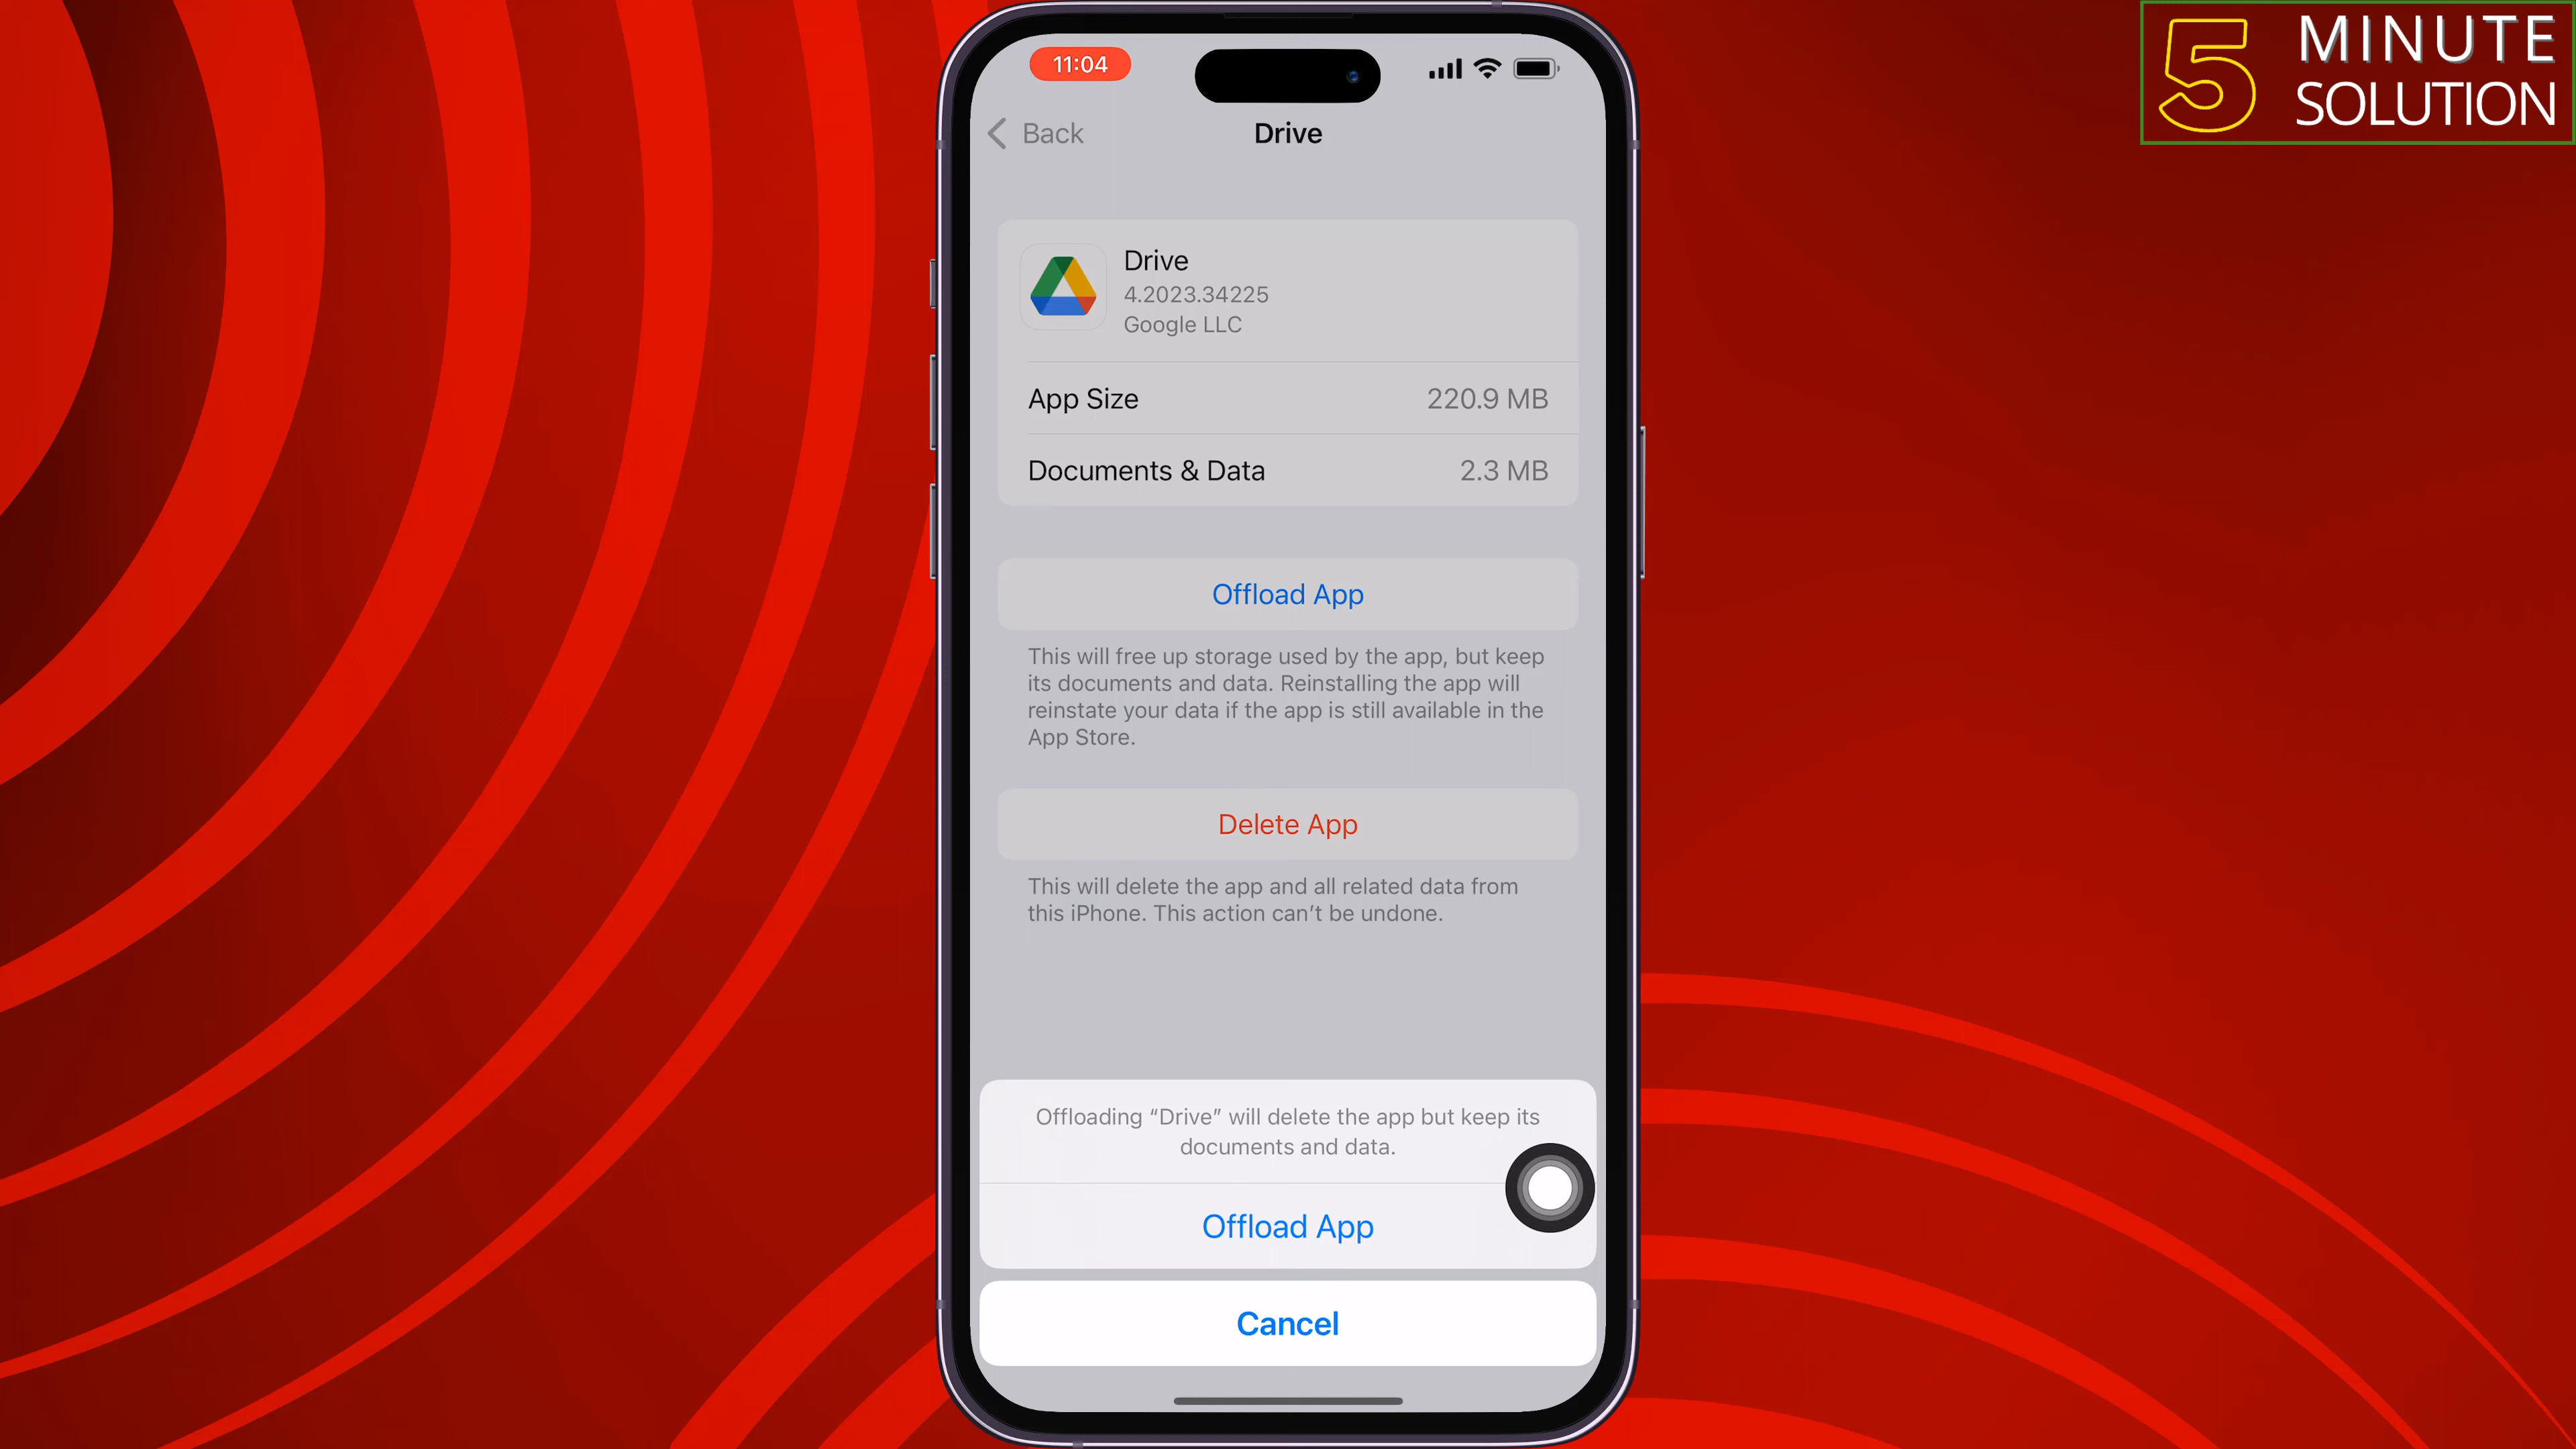 5 MINUTE
SOLUTION
11:04
Back
Drive
Drive
4.2023.34225
Google LLC
App Size 220.9 MB
Documents & Data 2.3 MB
Offload App
This will free up storage used by the app, but keep
its documents and data. Reinstalling the app will
reinstate your data if the app is still available in the
App Store.
Delete App
This will delete the app and all related data from
this iPhone. This action can’t be undone.
Offloading “Drive” will delete the app but keep its
documents and data.
Offload App
Cancel